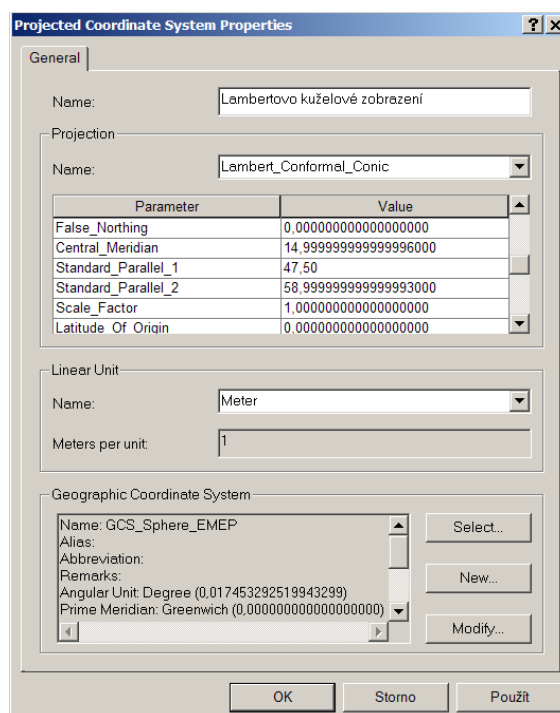 Projected Coordinate System Properties
General
Name: Lambertovo kuželové zobrazení
Projection
Name: Lambert_Conformal_Conic
Parameter Value
False_Northing 0,000000000000000000
Central_Meridian 14,999999999999996000
Standard_Parallel_1 47,50
Standard_Parallel_2 58,999999999999993000
Scale_Factor 1,000000000000000000
Latitude_Of_Origin 0,000000000000000000
Linear Unit
Name: Meter
Meters per unit: 1
Geographic Coordinate System
Name: GCS_Sphere_EMEP
Alias:
Abbreviation:
Remarks:
Angular Unit: Degree (0,017453292519943299)
Prime Meridian: Greenwich (0,000000000000000000)
Select...
New...
Modify...
OK Storno Použít